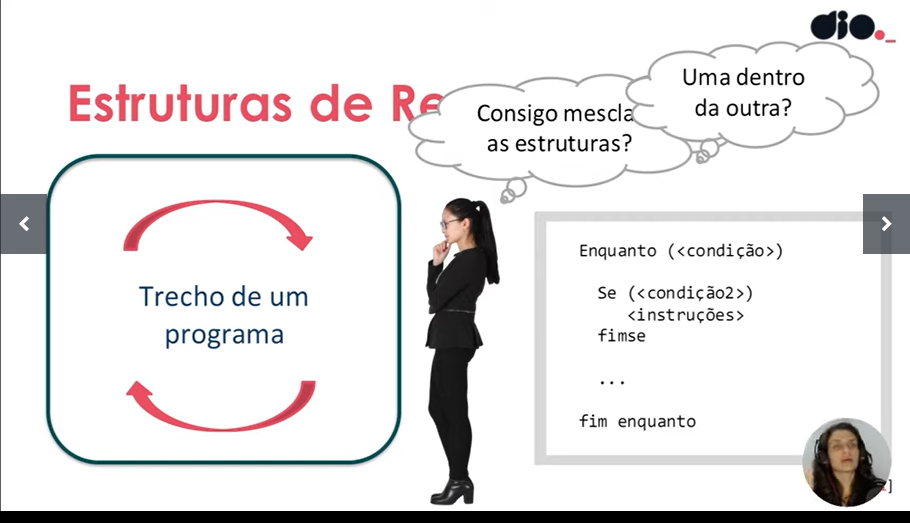 dio._
Estruturas de Re
Consigo mescla
as estruturas?
Uma dentro
da outra?
Trecho de um
programa
Enquanto (<condição>)
Se (<condição2>)
<instruções>
fimse
...
fim enquanto
]